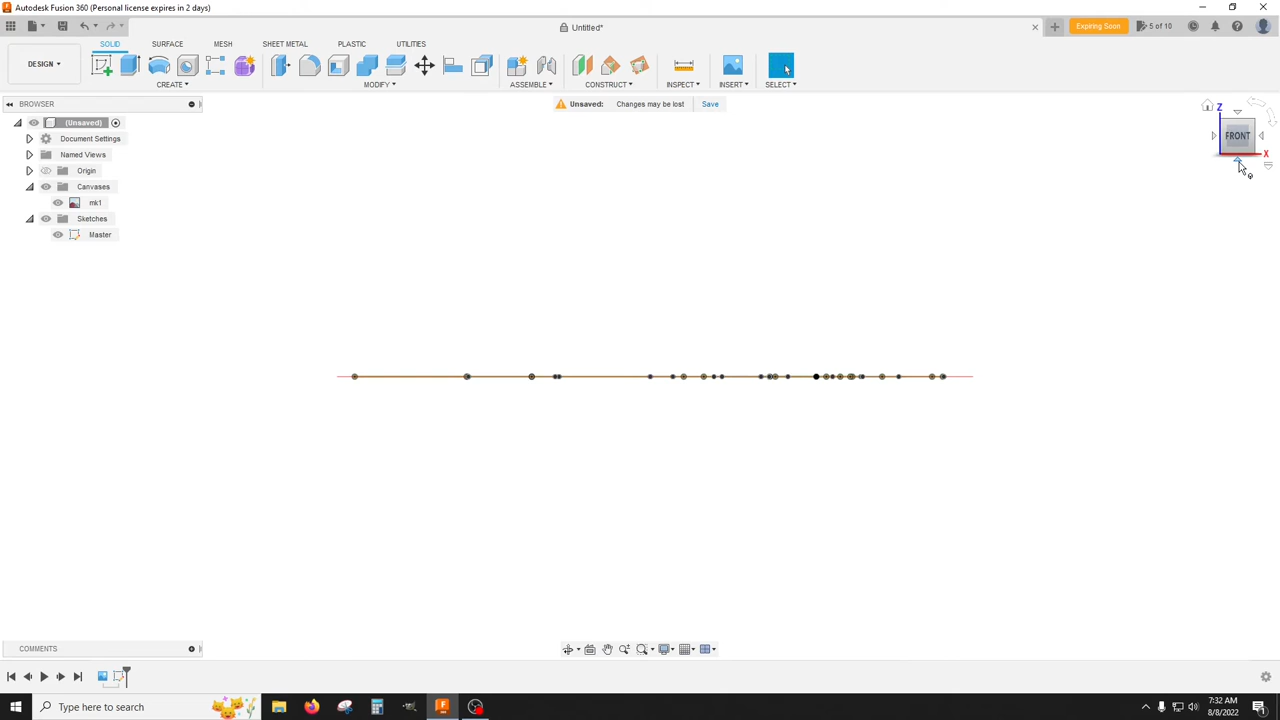 Autodesk Fusion 360 (Personal license expires in 2 days)
Untitled*
Expiring Soon
5 of 10
SOLID SURFACE MESH SHEET METAL PLASTIC UTILITIES
DESIGN
CREATE MODIFY ASSEMBLE CONSTRUCT INSPECT INSERT SELECT
BROWSER
Unsaved: Changes may be lost Save
(Unsaved)
Document Settings
Named Views
Origin
Canvases
mk1
Sketches
Master
Z
FRONT
X
COMMENTS
Type here to search
7:32 AM
8/8/2022
1